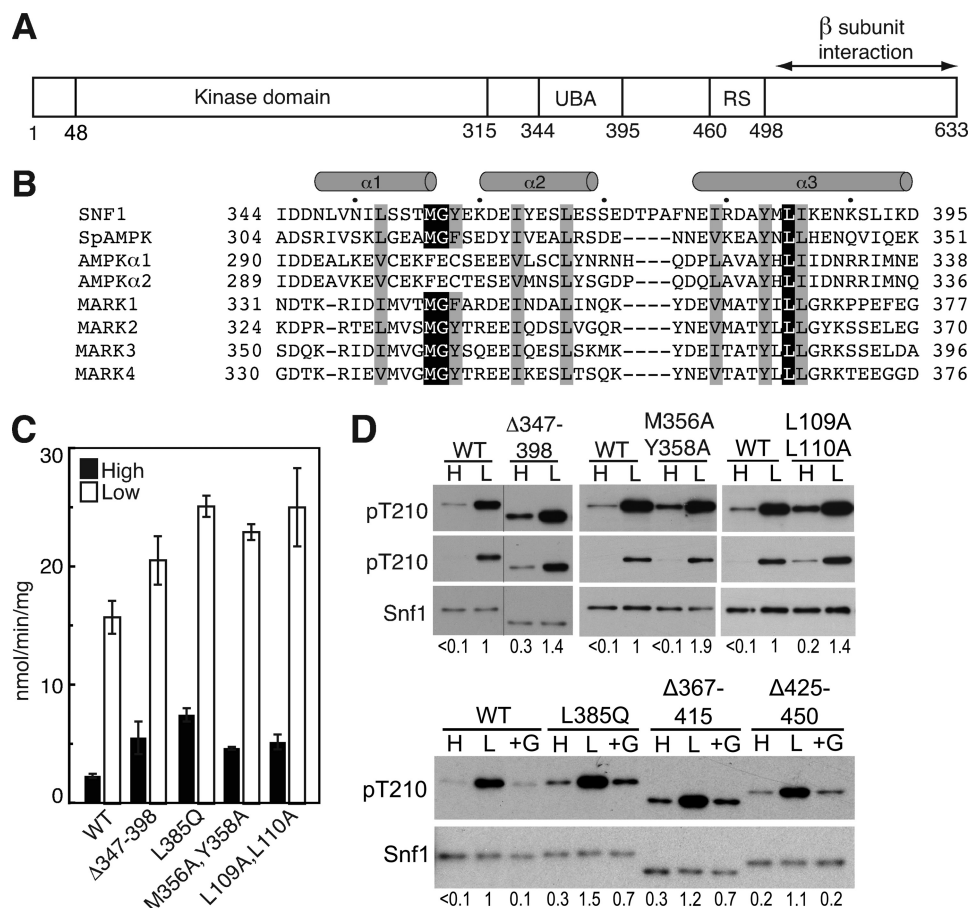 A
β subunit
interaction
Kinase domain UBA RS
1 48 315 344 395 460 498 633
B
α1 α2 α3
SNF1 344 IDDNLVNILSSTMGYEKDEIYESLESSEDTPAFNEIRDAYMLIKENKSLIKD 395
SpAMPK 304 ADSRIVSKLGEAMGFSEDYIVEALRSDE----NNEVKEAYNLLHENQVIQEK 351
AMPKα1 290 IDDEALKEVCEKFECSEEEVLSCLYNRNH---QDPLAVAYHLIIDNRRIMNE 338
AMPKα2 289 IDDEAVKEVCEKFECTESEVMNSLYSGDP---QDQLAVAYHLIIDNRRIMNQ 336
MARK1 331 NDTK-RIDIMVTMGFARDEINDALINQK----YDEVMATYILLGRKPPEFEG 377
MARK2 324 KDPR-RTELMVSMGYTREEIQDSLVGQR----YNEVMATYLLLGYKSSELEG 370
MARK3 350 SDQK-RIDIMVGMGYSQEEIQESLSKMK----YDEITATYLLLGRKSSELDA 396
MARK4 330 GDTK-RIEVMVGMGYTREEIKESLTSQK----YNEVTATYLLLGRKTEEGGD 376
C
30
20
10
0
nmol/min/mg
High
Low
WT Δ347-398 L385Q M356A,Y358A L109A,L110A
D
WT Δ347-398 WT M356A Y358A WT L109A L110A
H L H L H L H L H L H L
pT210
pT210
Snf1
<0.1 1 0.3 1.4 <0.1 1 <0.1 1.9 <0.1 1 0.2 1.4
WT L385Q Δ367-415 Δ425-450
H L +G H L +G H L +G H L +G
pT210
Snf1
<0.1 1 0.1 0.3 1.5 0.7 0.3 1.2 0.7 0.2 1.1 0.2